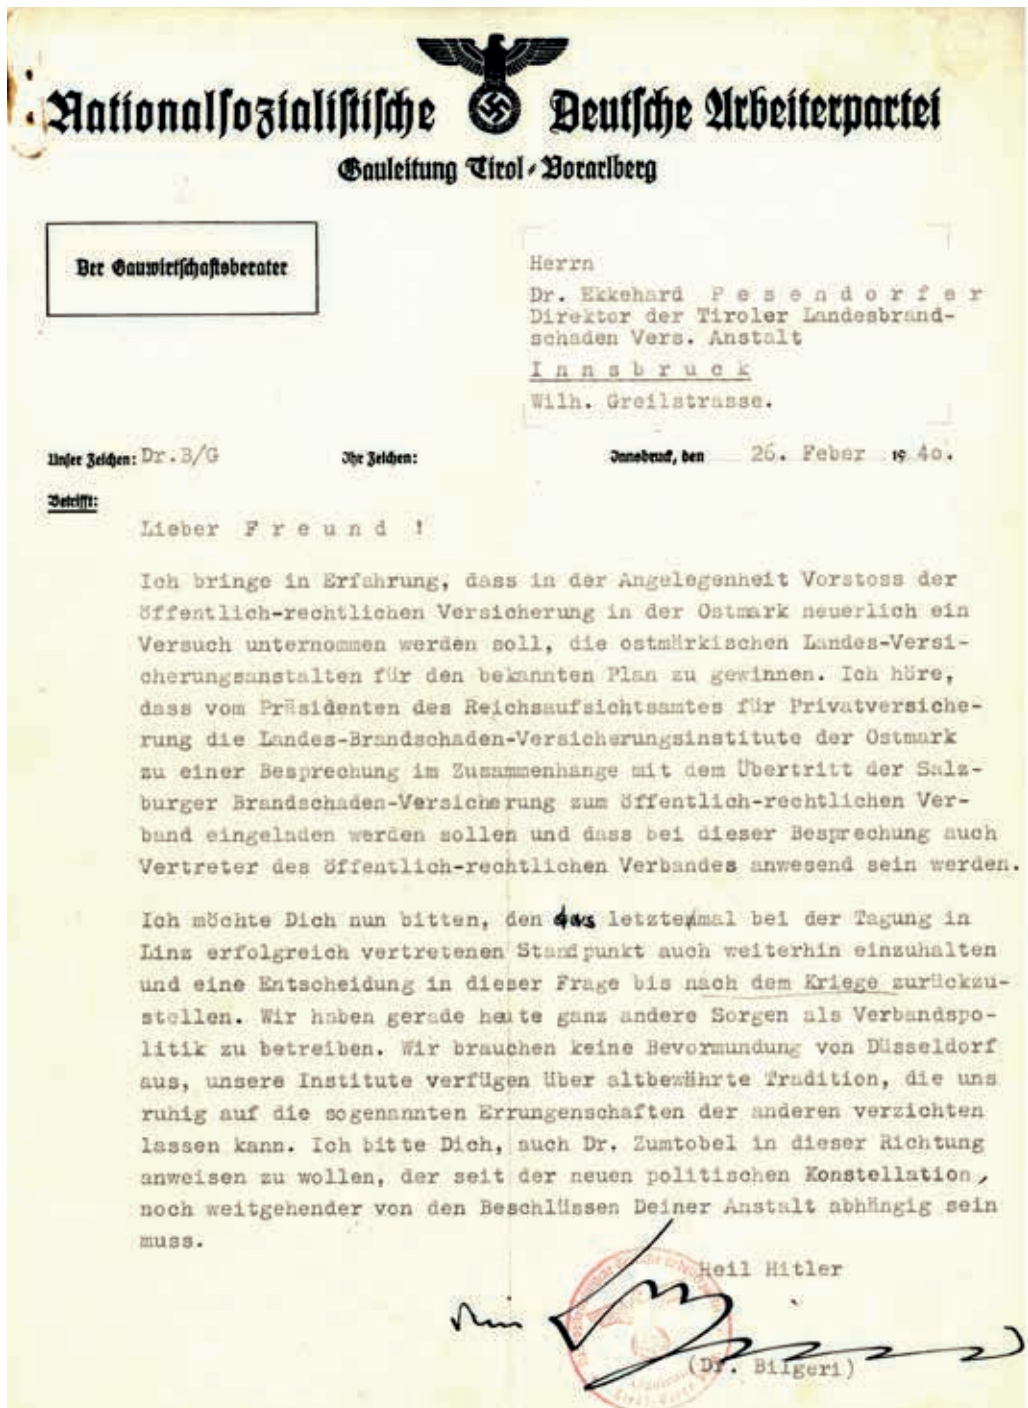 Nationalsozialistische Deutsche Arbeiterpartei
Gauleitung Tirol-Vorarlberg
Der Gauwirtschaftsberater
Herrn
Dr. Ekkehard P e s e n d o r f e r
Direktor der Tiroler Landesbrand-
schaden Vers. Anstalt
I n n s b r u c k
Wilh. Greilstrasse.
Unser Zeichen: Dr.B/G Ihr Zeichen: Innsbruck, den 26. Feber 19 40.
Betrifft:
Lieber F r e u n d !
Ich bringe in Erfahrung, dass in der Angelegenheit Vorstoss der
öffentlich-rechtlichen Versicherung in der Ostmark neuerlich ein
Versuch unternommen werden soll, die ostmärkischen Landes-Versi-
cherungsanstalten für den bekannten Plan zu gewinnen. Ich höre,
dass vom Präsidenten des Reichsaufsichtsamtes für Privatversiche-
rung die Landes-Brandschaden-Versicherungsinstitute der Ostmark
zu einer Besprechung im Zusammenhange mit dem Übertritt der Salz-
burger Brandschaden-Versicherung zum öffentlich-rechtlichen Ver-
band eingeladen werden sollen und dass bei dieser Besprechung auch
Vertreter des öffentlich-rechtlichen Verbandes anwesend sein werden.
Ich möchte Dich nun bitten, den das letztemal bei der Tagung in
Linz erfolgreich vertretenen Standpunkt auch weiterhin einzuhalten
und eine Entscheidung in dieser Frage bis nach dem Kriege zurückzu-
stellen. Wir haben gerade heute ganz andere Sorgen als Verbandspo-
litik zu betreiben. Wir brauchen keine Bevormundung von Düsseldorf
aus, unsere Institute verfügen über altbewährte Tradition, die uns
ruhig auf die sogenannten Errungenschaften der anderen verzichten
lassen kann. Ich bitte Dich, auch Dr. Zumtobel in dieser Richtung
anweisen zu wollen, der seit der neuen politischen Konstellation,
noch weitgehender von den Beschlüssen Deiner Anstalt abhängig sein
muss.
Heil Hitler
Dein
(Dr. Bilgeri)